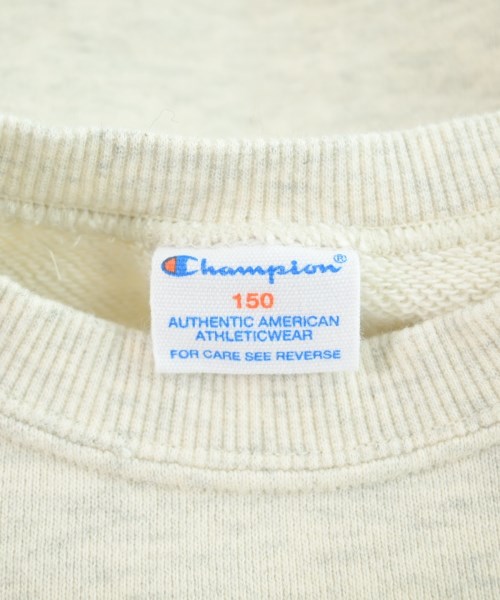 Champion®
150
AUTHENTIC AMERICAN
ATHLETICWEAR
FOR CARE SEE REVERSE